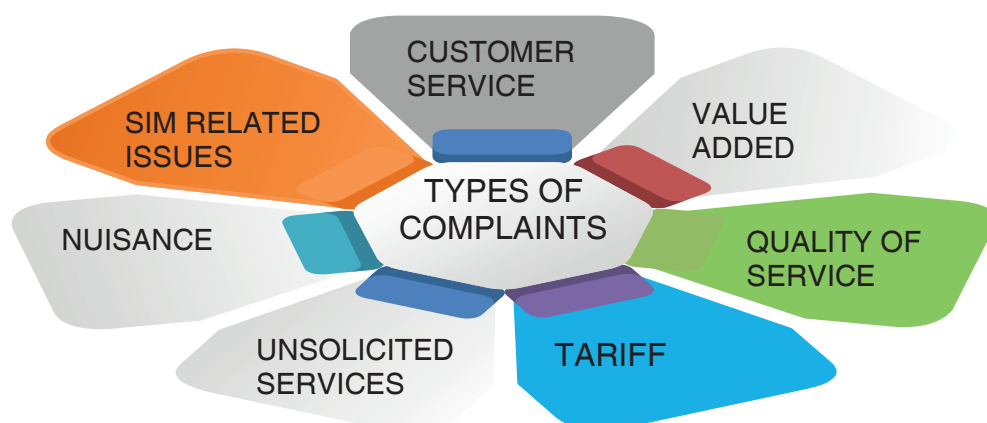 CUSTOMER
SERVICE
SIM RELATED
ISSUES
VALUE
ADDED
TYPES OF
COMPLAINTS
NUISANCE
QUALITY OF
SERVICE
UNSOLICITED
SERVICES
TARIFF